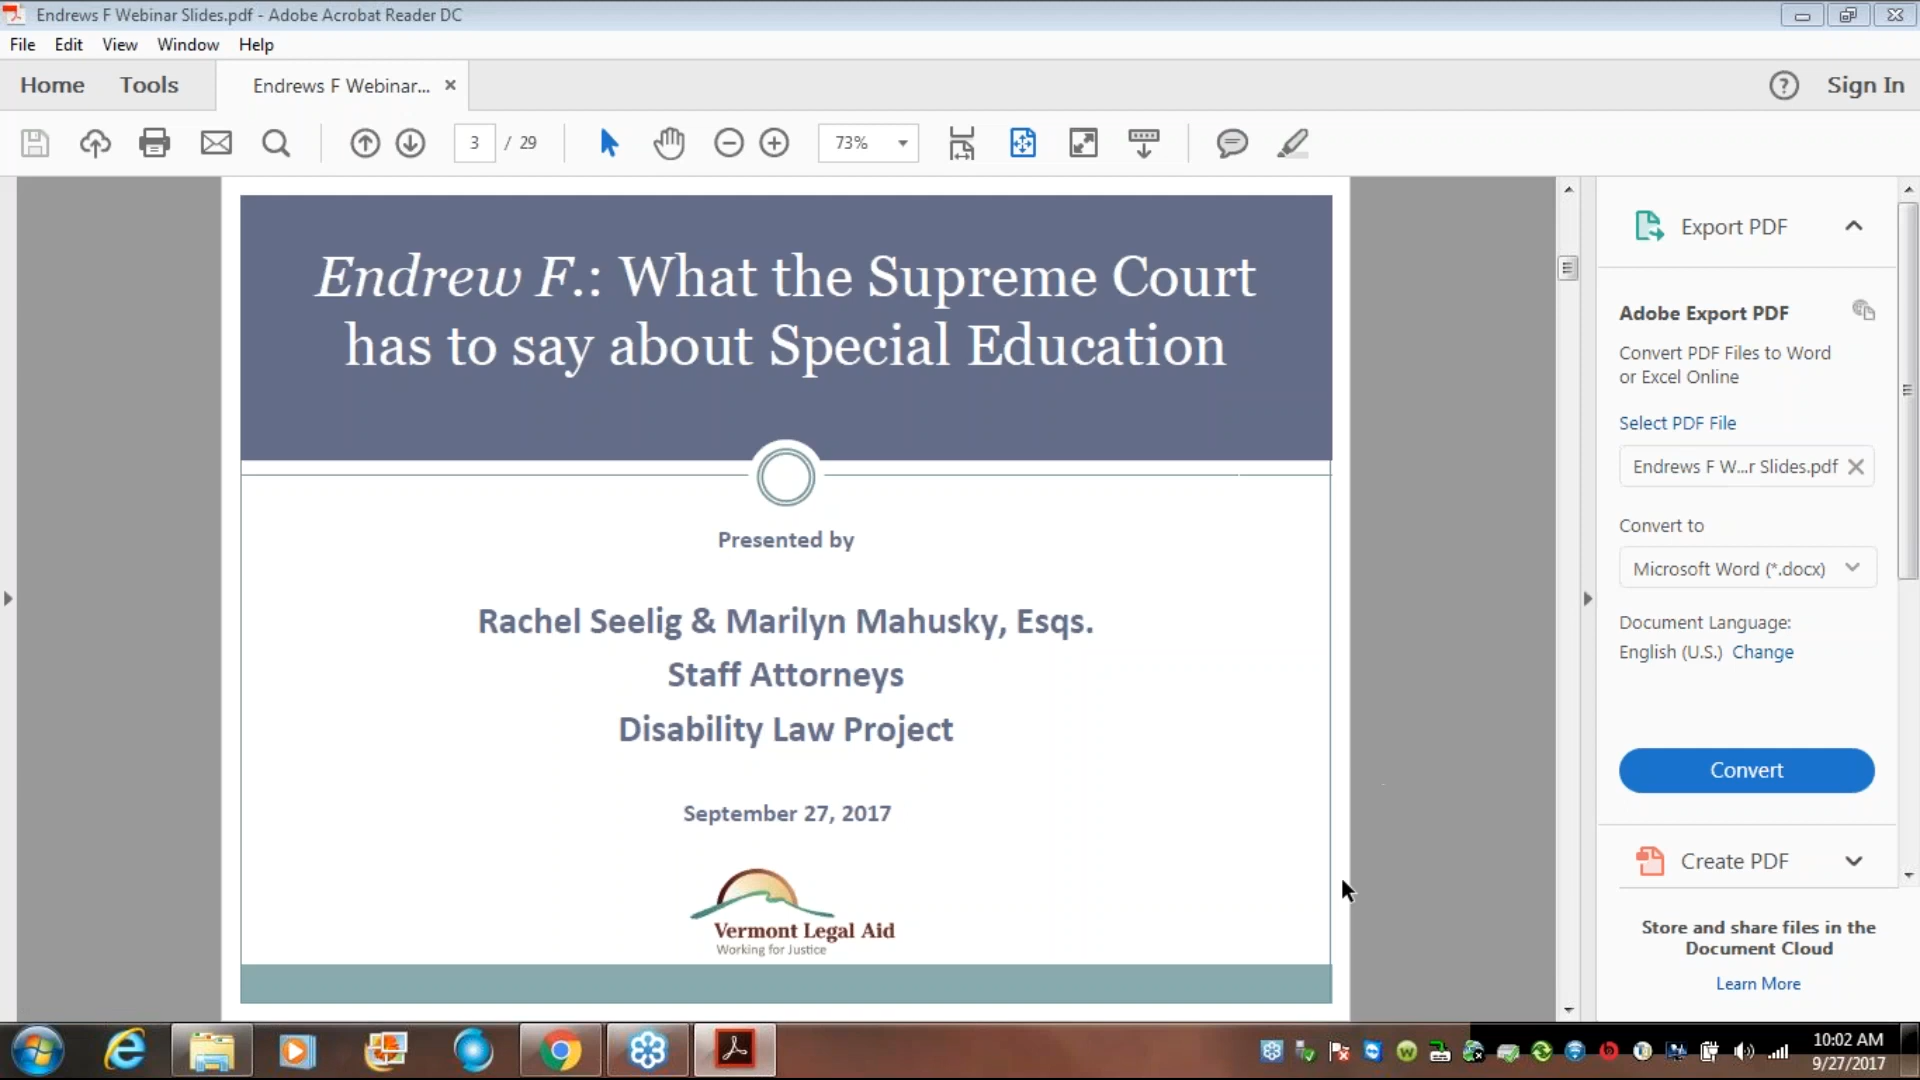 Endrews F Webinar Slides.pdf - Adobe Acrobat Reader DC
File Edit View Window Help
Home Tools Endrews F Webinar... × ? Sign In
3 / 29 73%
Endrew F.: What the Supreme Court
has to say about Special Education
Presented by
Rachel Seelig & Marilyn Mahusky, Esqs.
Staff Attorneys
Disability Law Project
September 27, 2017
Vermont Legal Aid
Working for Justice
Export PDF
Adobe Export PDF
Convert PDF Files to Word
or Excel Online
Select PDF File
Endrews F W...r Slides.pdf
Convert to
Microsoft Word (*.docx)
Document Language:
English (U.S.) Change
Convert
Create PDF
Store and share files in the
Document Cloud
Learn More
10:02 AM
9/27/2017